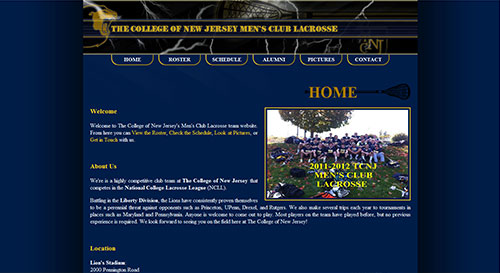 THE COLLEGE OF NEW JERSEY MEN'S CLUB LACROSSE
HOME ROSTER SCHEDULE ALUMNI PICTURES CONTACT
HOME
Welcome
Welcome to The College of New Jersey's Men's Club Lacrosse team website.
From here you can View the Roster, Check the Schedule, Look at Pictures, or
Get in Touch with us.
2011-2012 TCNJ
MEN'S CLUB
LACROSSE
About Us
We're is a highly competitive club team at The College of New Jersey that
competes in the National College Lacrosse League (NCLL).
Battling in the Liberty Division, the Lions have consistently proven themselves
to be a perennial threat against opponents such as Princeton, UPenn, Drexel, and Rutgers. We also make several trips each year to tournaments in
places such as Maryland and Pennsylvania. Anyone is welcome to come out to play. Most players on the team have played before, but no previous
experience is required. We look forward to seeing you on the field here at The College of New Jersey!
Location
Lion's Stadium
2000 Pennington Road